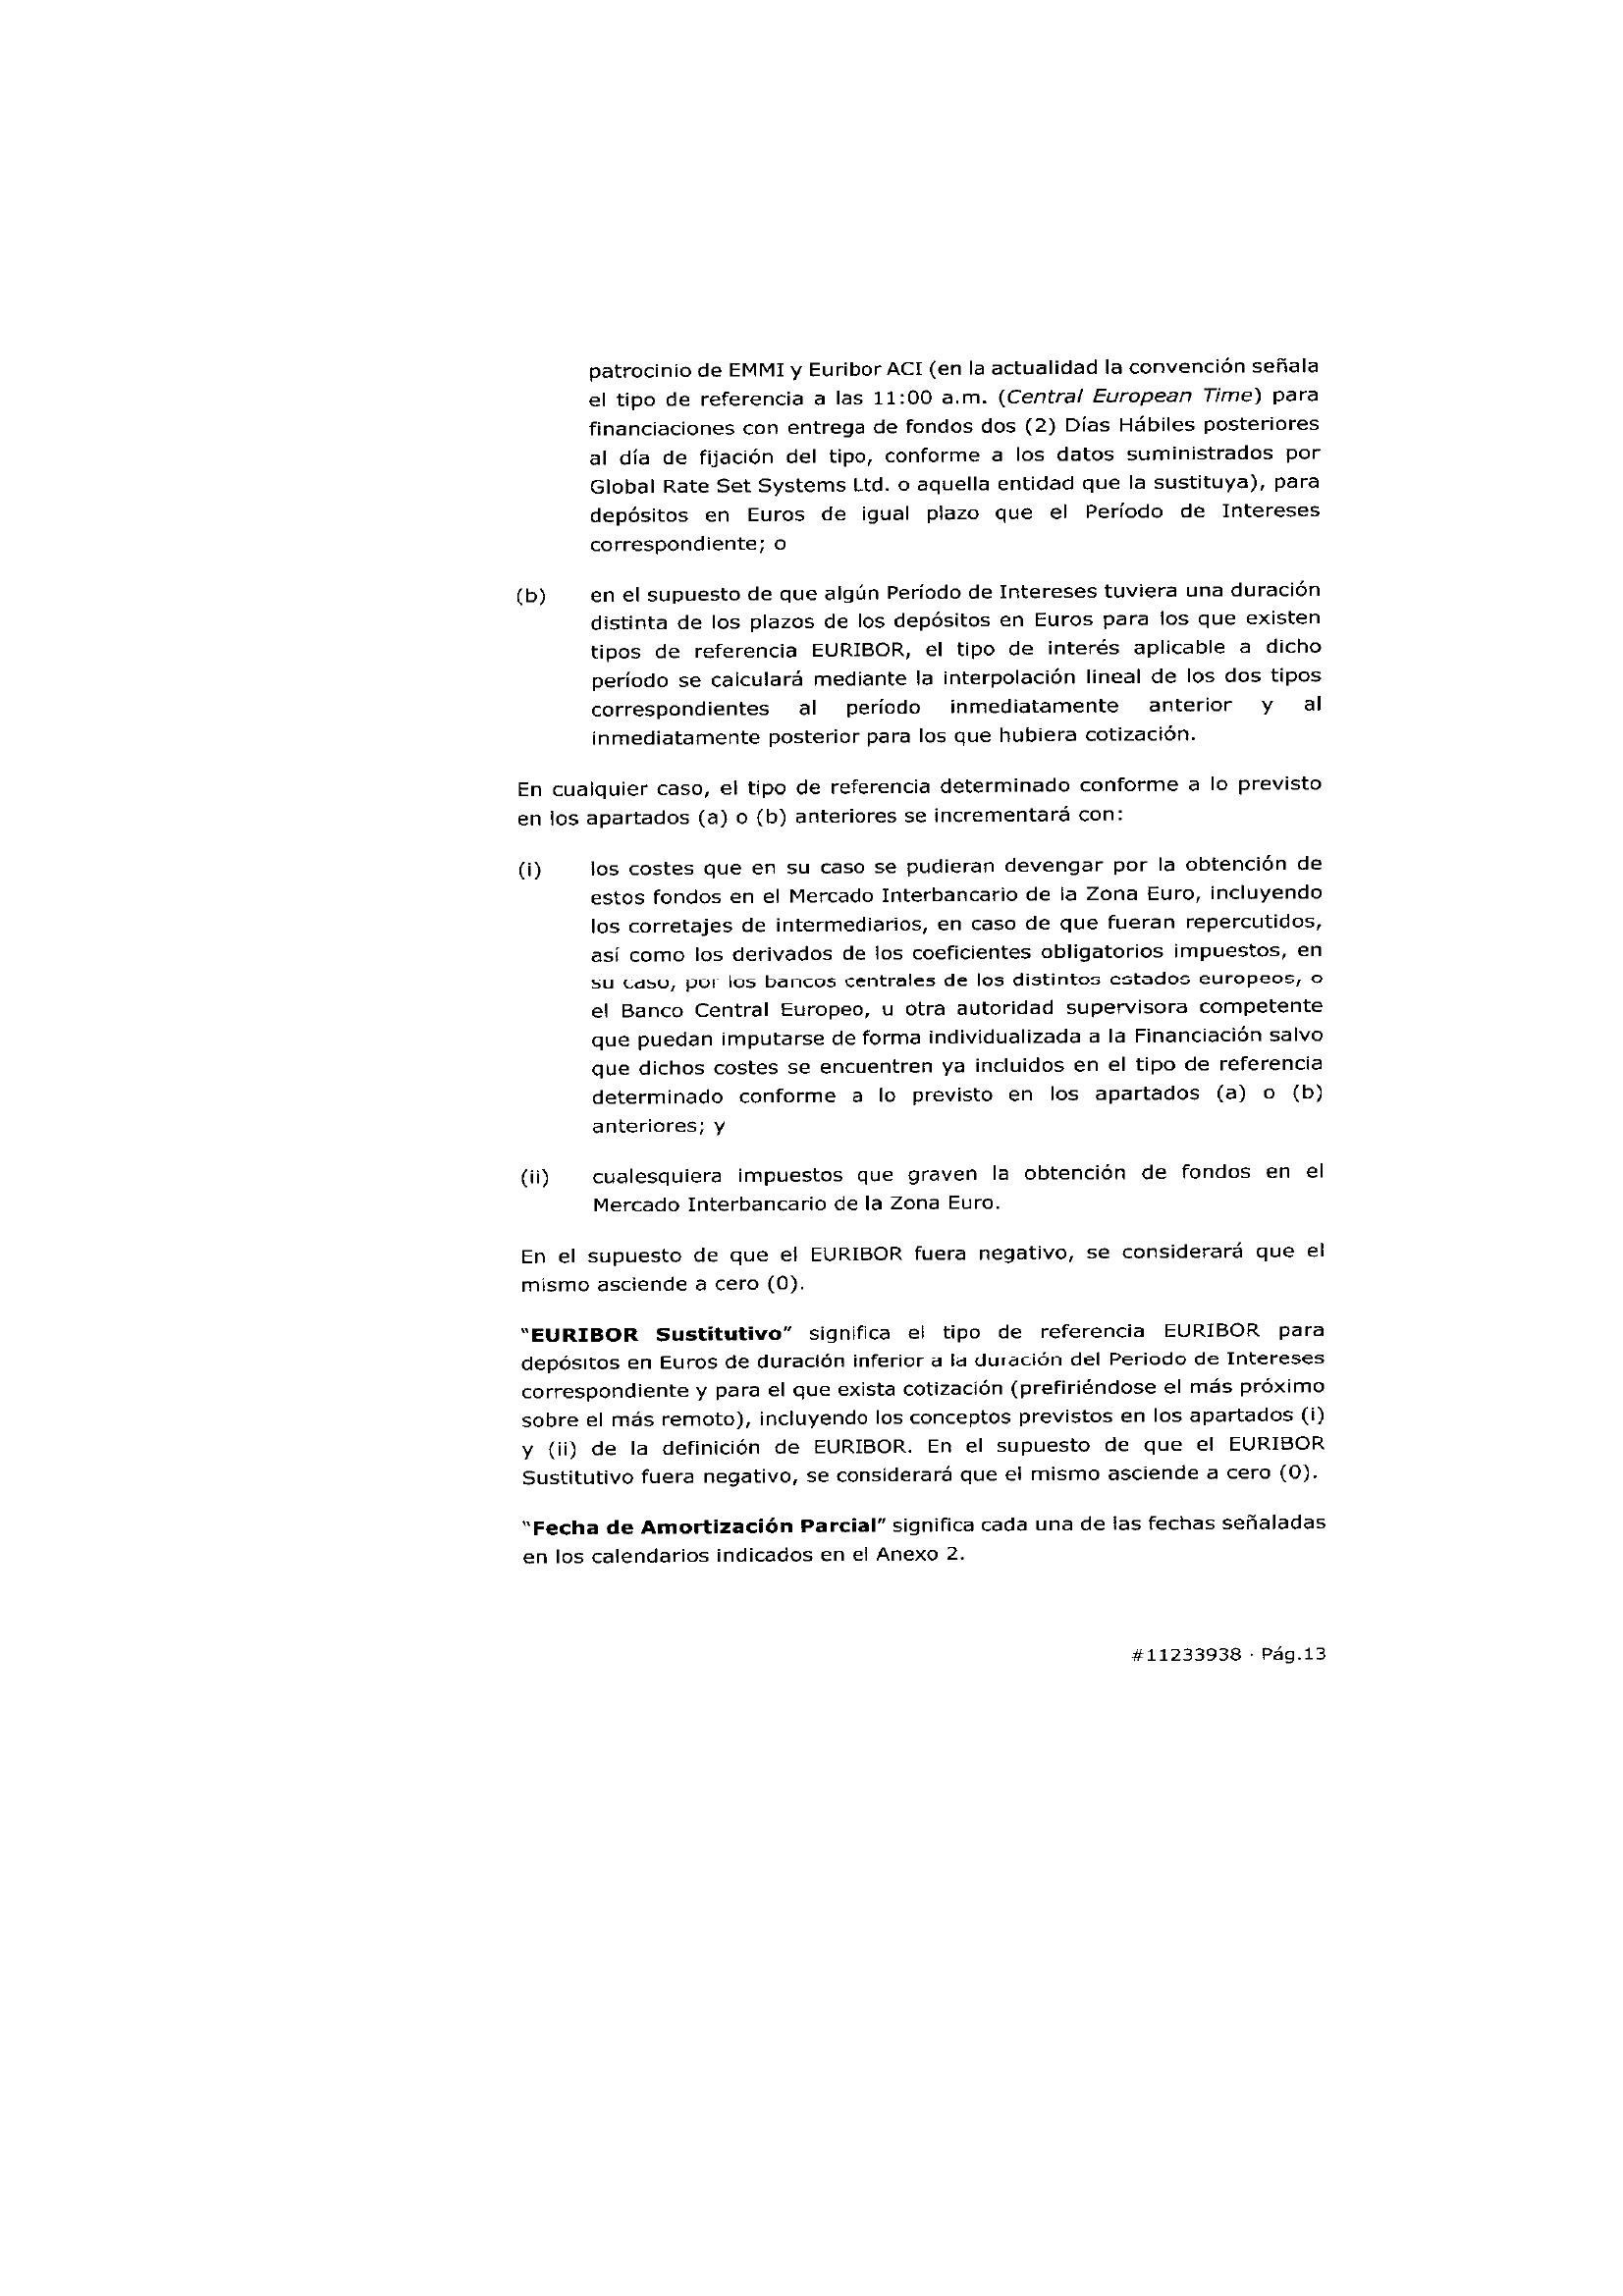 patrocinio de EMMI y Euribor ACI (en la actualidad la convención señala
el tipo de referencia a las 11:00 a.m. (Central European Time) para
financiaciones con entrega de fondos dos (2) Días Hábiles posteriores
al día de fijación del tipo, conforme a los datos suministrados por
Global Rate Set Systems Ltd. o aquella entidad que la sustituya), para
depósitos en Euros de igual plazo que el Período de Intereses
correspondiente; o
(b) en el supuesto de que algún Período de Intereses tuviera una duración
distinta de los plazos de los depósitos en Euros para los que existen
tipos de referencia EURIBOR, el tipo de interés aplicable a dicho
período se calculará mediante la interpolación lineal de los dos tipos
correspondientes al período inmediatamente anterior y al
inmediatamente posterior para los que hubiera cotización.
En cualquier caso, el tipo de referencia determinado conforme a lo previsto
en los apartados (a) o (b) anteriores se incrementará con:
(i) los costes que en su caso se pudieran devengar por la obtención de
estos fondos en el Mercado Interbancario de la Zona Euro, incluyendo
los corretajes de intermediarios, en caso de que fueran repercutidos,
así como los derivados de los coeficientes obligatorios impuestos, en
su caso, por los bancos centrales de los distintos estados europeos, o
el Banco Central Europeo, u otra autoridad supervisora competente
que puedan imputarse de forma individualizada a la Financiación salvo
que dichos costes se encuentren ya incluidos en el tipo de referencia
determinado conforme a lo previsto en los apartados (a) o (b)
anteriores; y
(ii) cualesquiera impuestos que graven la obtención de fondos en el
Mercado Interbancario de la Zona Euro.
En el supuesto de que el EURIBOR fuera negativo, se considerará que el
mismo asciende a cero (0).
"EURIBOR Sustitutivo" significa el tipo de referencia EURIBOR para
depósitos en Euros de duración inferior a la duración del Periodo de Intereses
correspondiente y para el que exista cotización (prefiriéndose el más próximo
sobre el más remoto), incluyendo los conceptos previstos en los apartados (i)
y (ii) de la definición de EURIBOR. En el supuesto de que el EURIBOR
Sustitutivo fuera negativo, se considerará que el mismo asciende a cero (0).
"Fecha de Amortización Parcial" significa cada una de las fechas señaladas
en los calendarios indicados en el Anexo 2.
#11233938 · Pág.13